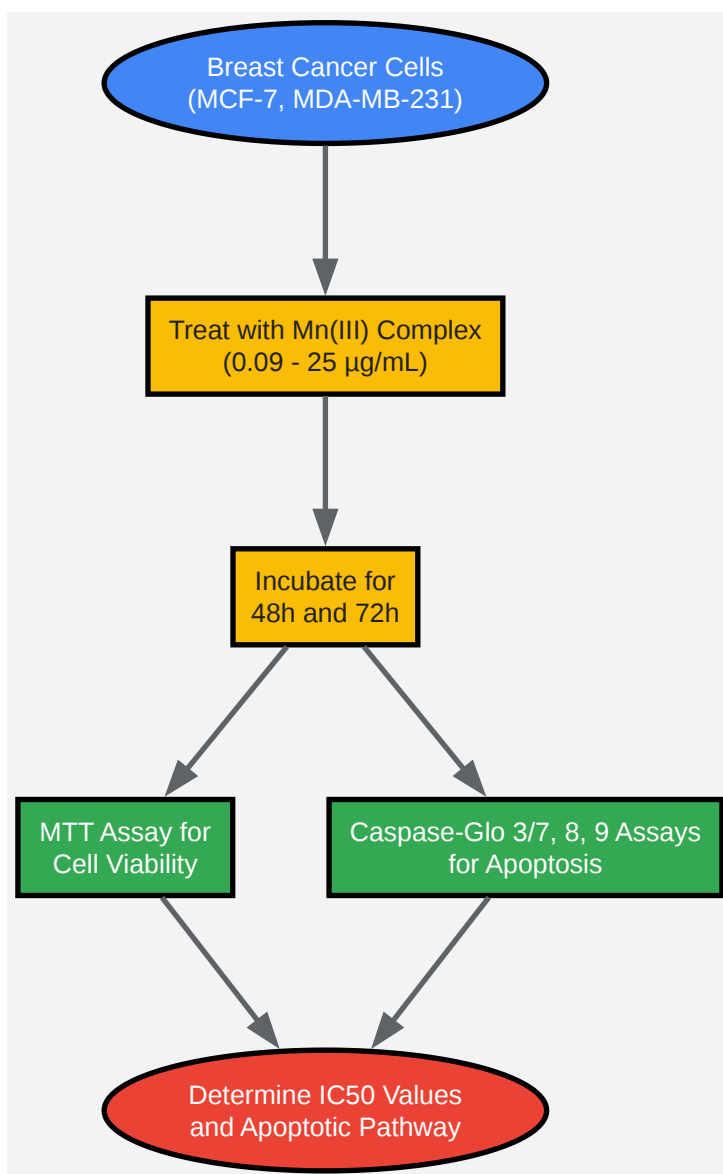 Breast Cancer Cells
(MCF-7, MDA-MB-231)
Treat with Mn(III) Complex
(0.09 - 25 µg/mL)
Incubate for
48h and 72h
MTT Assay for
Cell Viability
Caspase-Glo 3/7, 8, 9 Assays
for Apoptosis
Determine IC50 Values
and Apoptotic Pathway